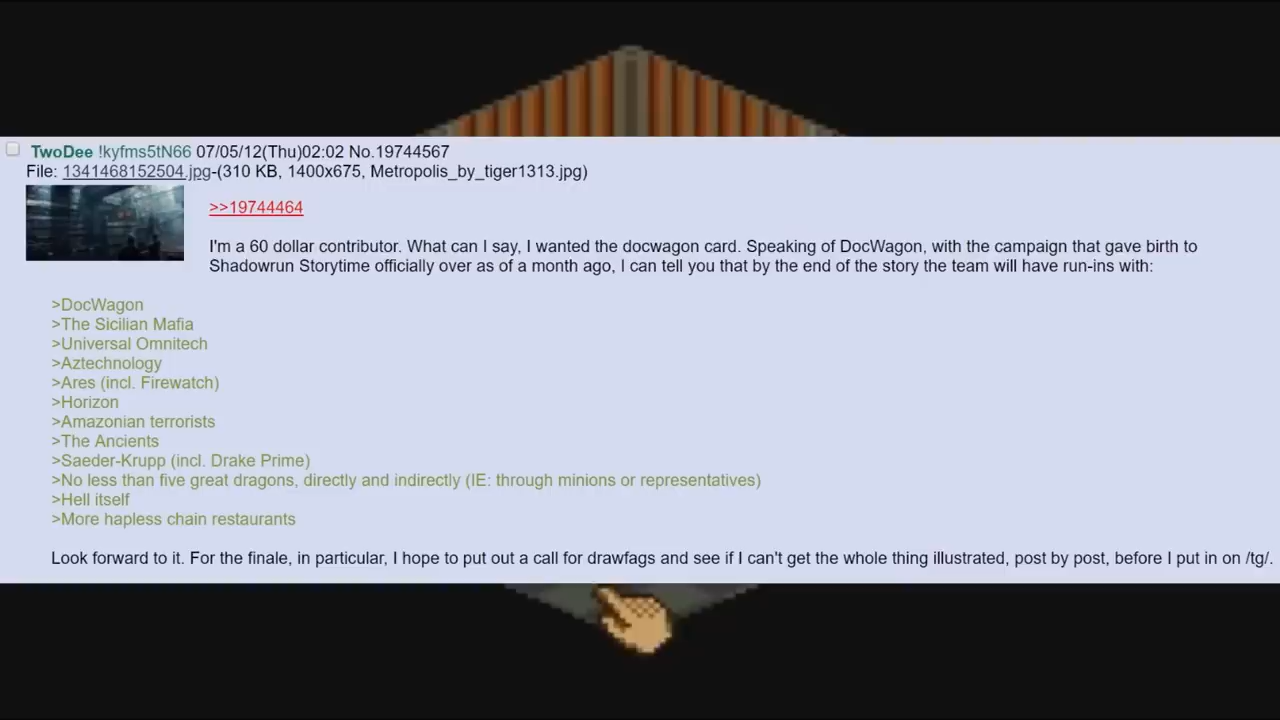 TwoDee !kyfms5tN66 07/05/12(Thu)02:02 No.19744567
File: 1341468152504.jpg-(310 KB, 1400x675, Metropolis_by_tiger1313.jpg)
>>19744464
I'm a 60 dollar contributor. What can I say, I wanted the docwagon card. Speaking of DocWagon, with the campaign that gave birth to
Shadowrun Storytime officially over as of a month ago, I can tell you that by the end of the story the team will have run-ins with:
>DocWagon
>The Sicilian Mafia
>Universal Omnitech
>Aztechnology
>Ares (incl. Firewatch)
>Horizon
>Amazonian terrorists
>The Ancients
>Saeder-Krupp (incl. Drake Prime)
>No less than five great dragons, directly and indirectly (IE: through minions or representatives)
>Hell itself
>More hapless chain restaurants
Look forward to it. For the finale, in particular, I hope to put out a call for drawfags and see if I can't get the whole thing illustrated, post by post, before I put in on /tg/.